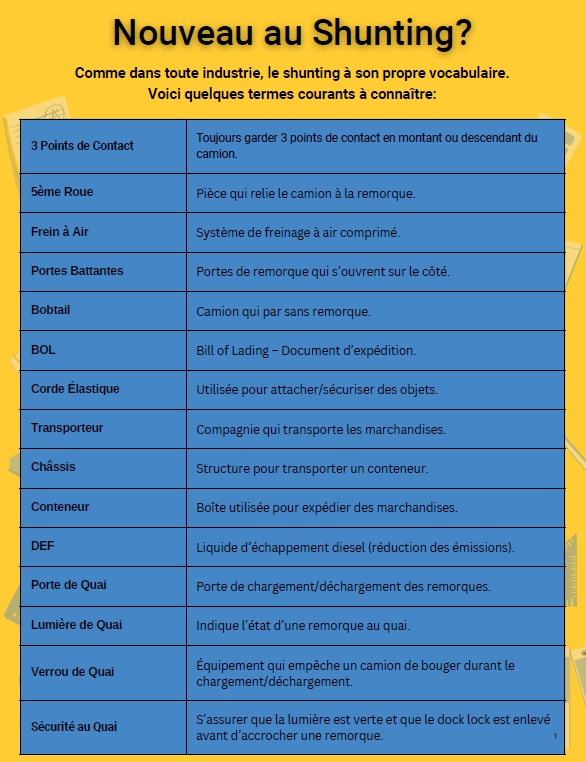 Nouveau au Shunting?
Comme dans toute industrie, le shunting à son propre vocabulaire.
Voici quelques termes courants à connaître:
3 Points de Contact
Toujours garder 3 points de contact en montant ou descendant du
camion.
5ème Roue
Pièce qui relie le camion à la remorque.
Frein à Air
Système de freinage à air comprimé.
Portes Battantes
Portes de remorque qui s’ouvrent sur le côté.
Bobtail
Camion qui par sans remorque.
BOL
Bill of Lading – Document d’expédition.
Corde Élastique
Utilisée pour attacher/sécuriser des objets.
Transporteur
Compagnie qui transporte les marchandises.
Châssis
Structure pour transporter un conteneur.
Conteneur
Boîte utilisée pour expédier des marchandises.
DEF
Liquide d’échappement diesel (réduction des émissions).
Porte de Quai
Porte de chargement/déchargement des remorques.
Lumière de Quai
Indique l’état d’une remorque au quai.
Verrou de Quai
Équipement qui empêche un camion de bouger durant le
chargement/déchargement.
Sécurité au Quai
S’assurer que la lumière est verte et que le dock lock est enlevé
avant d’accrocher une remorque.
1